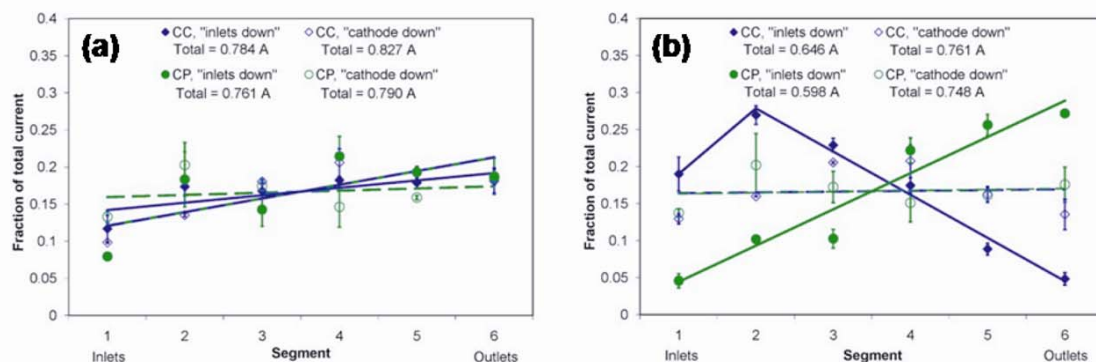 (a)
CC, "inlets down"
Total = 0.784 A
CC, "cathode down"
Total = 0.827 A
CP, "inlets down"
Total = 0.761 A
CP, "cathode down"
Total = 0.790 A
Fraction of total current
0.4
0.35
0.3
0.25
0.2
0.15
0.1
0.05
0
1 2 3 4 5 6
Inlets Segment Outlets
(b)
CC, "inlets down"
Total = 0.646 A
CC, "cathode down"
Total = 0.761 A
CP, "inlets down"
Total = 0.598 A
CP, "cathode down"
Total = 0.748 A
Fraction of total current
0.4
0.35
0.3
0.25
0.2
0.15
0.1
0.05
0
1 2 3 4 5 6
Inlets Segment Outlets